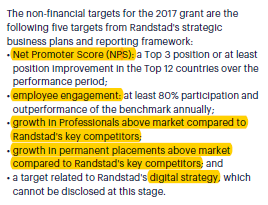 The non-financial targets for the 2017 grant are the
following five targets from Randstad's strategic
business plans and reporting framework:
• Net Promoter Score (NPS): a Top 3 position or at least
position improvement in the Top 12 countries over the
performance period;
• employee engagement: at least 80% participation and
outperformance of the benchmark annually;
• growth in Professionals above market compared to
Randstad's key competitors;
• growth in permanent placements above market
compared to Randstad's key competitors; and
• a target related to Randstad's digital strategy, which
cannot be disclosed at this stage.